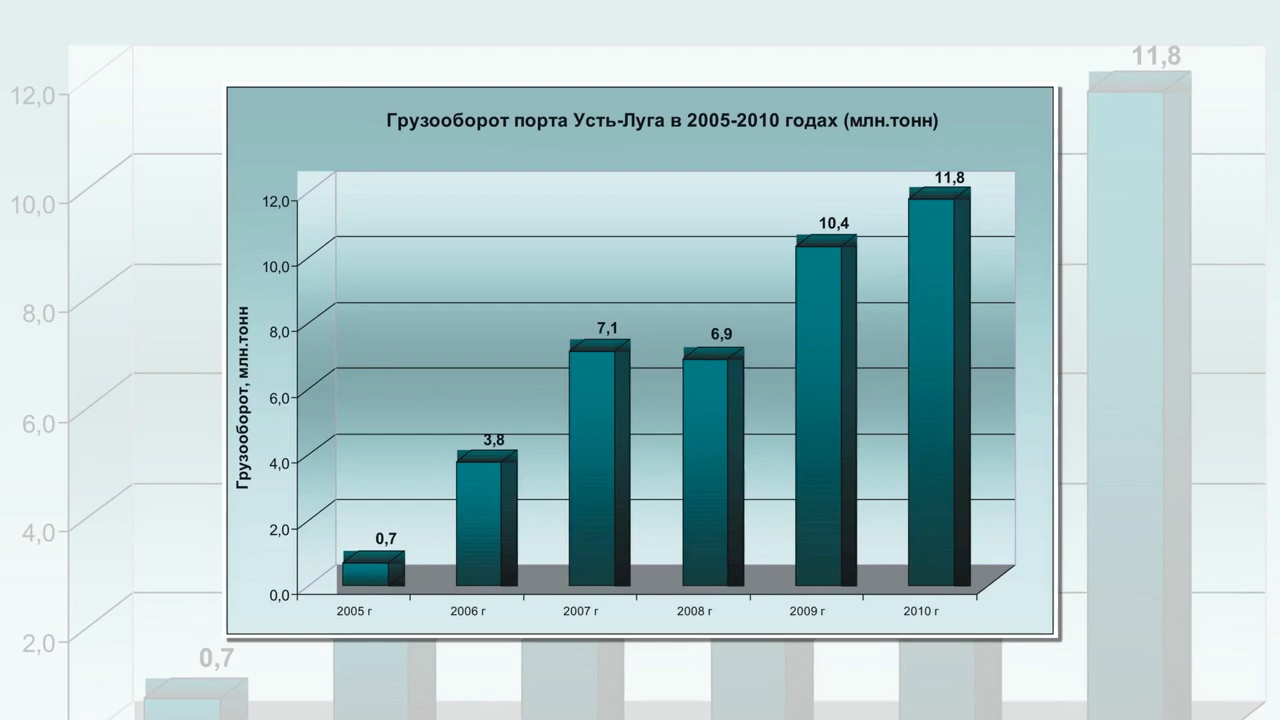 Грузооборот порта Усть-Луга в 2005-2010 годах (млн.тонн)
Грузооборот, млн.тонн
12,0
10,0
8,0
6,0
4,0
2,0
0,0
0,7
3,8
7,1
6,9
10,4
11,8
2005 г
2006 г
2007 г
2008 г
2009 г
2010 г
12,0
10,0
8,0
6,0
4,0
2,0
0,7
11,8